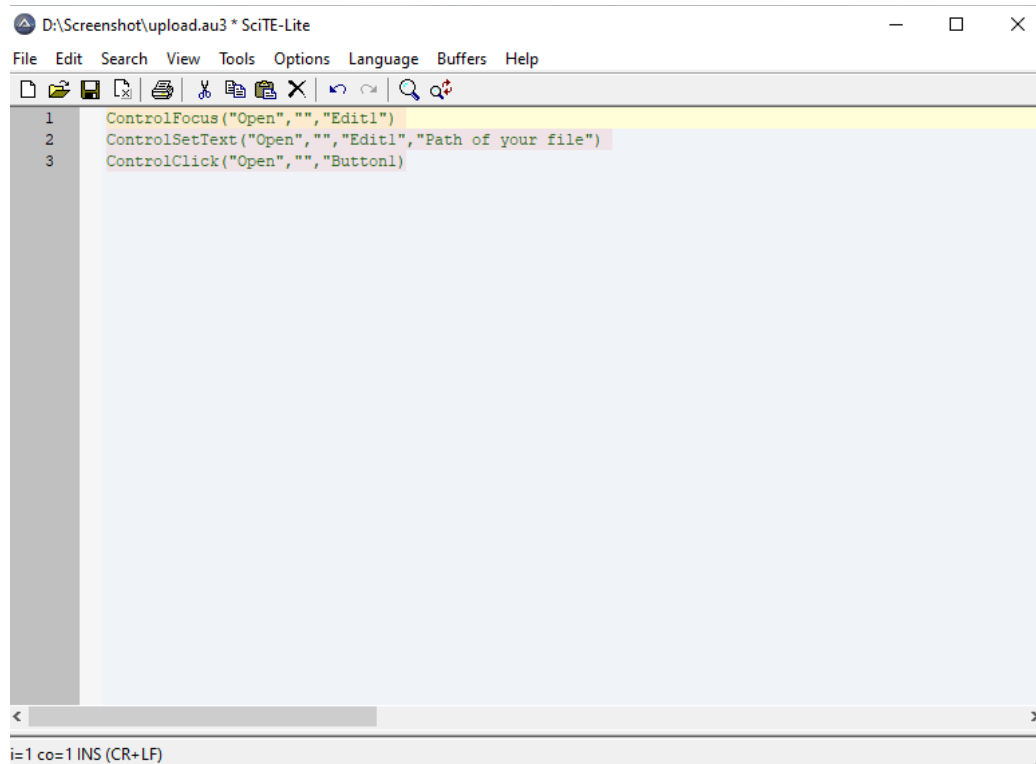 D:\Screenshot\upload.au3 * SciTE-Lite
File Edit Search View Tools Options Language Buffers Help
1 ControlFocus("Open","","Edit1")
2 ControlSetText("Open","","Edit1","Path of your file")
3 ControlClick("Open","","Button1)
i=1 co=1 INS (CR+LF)